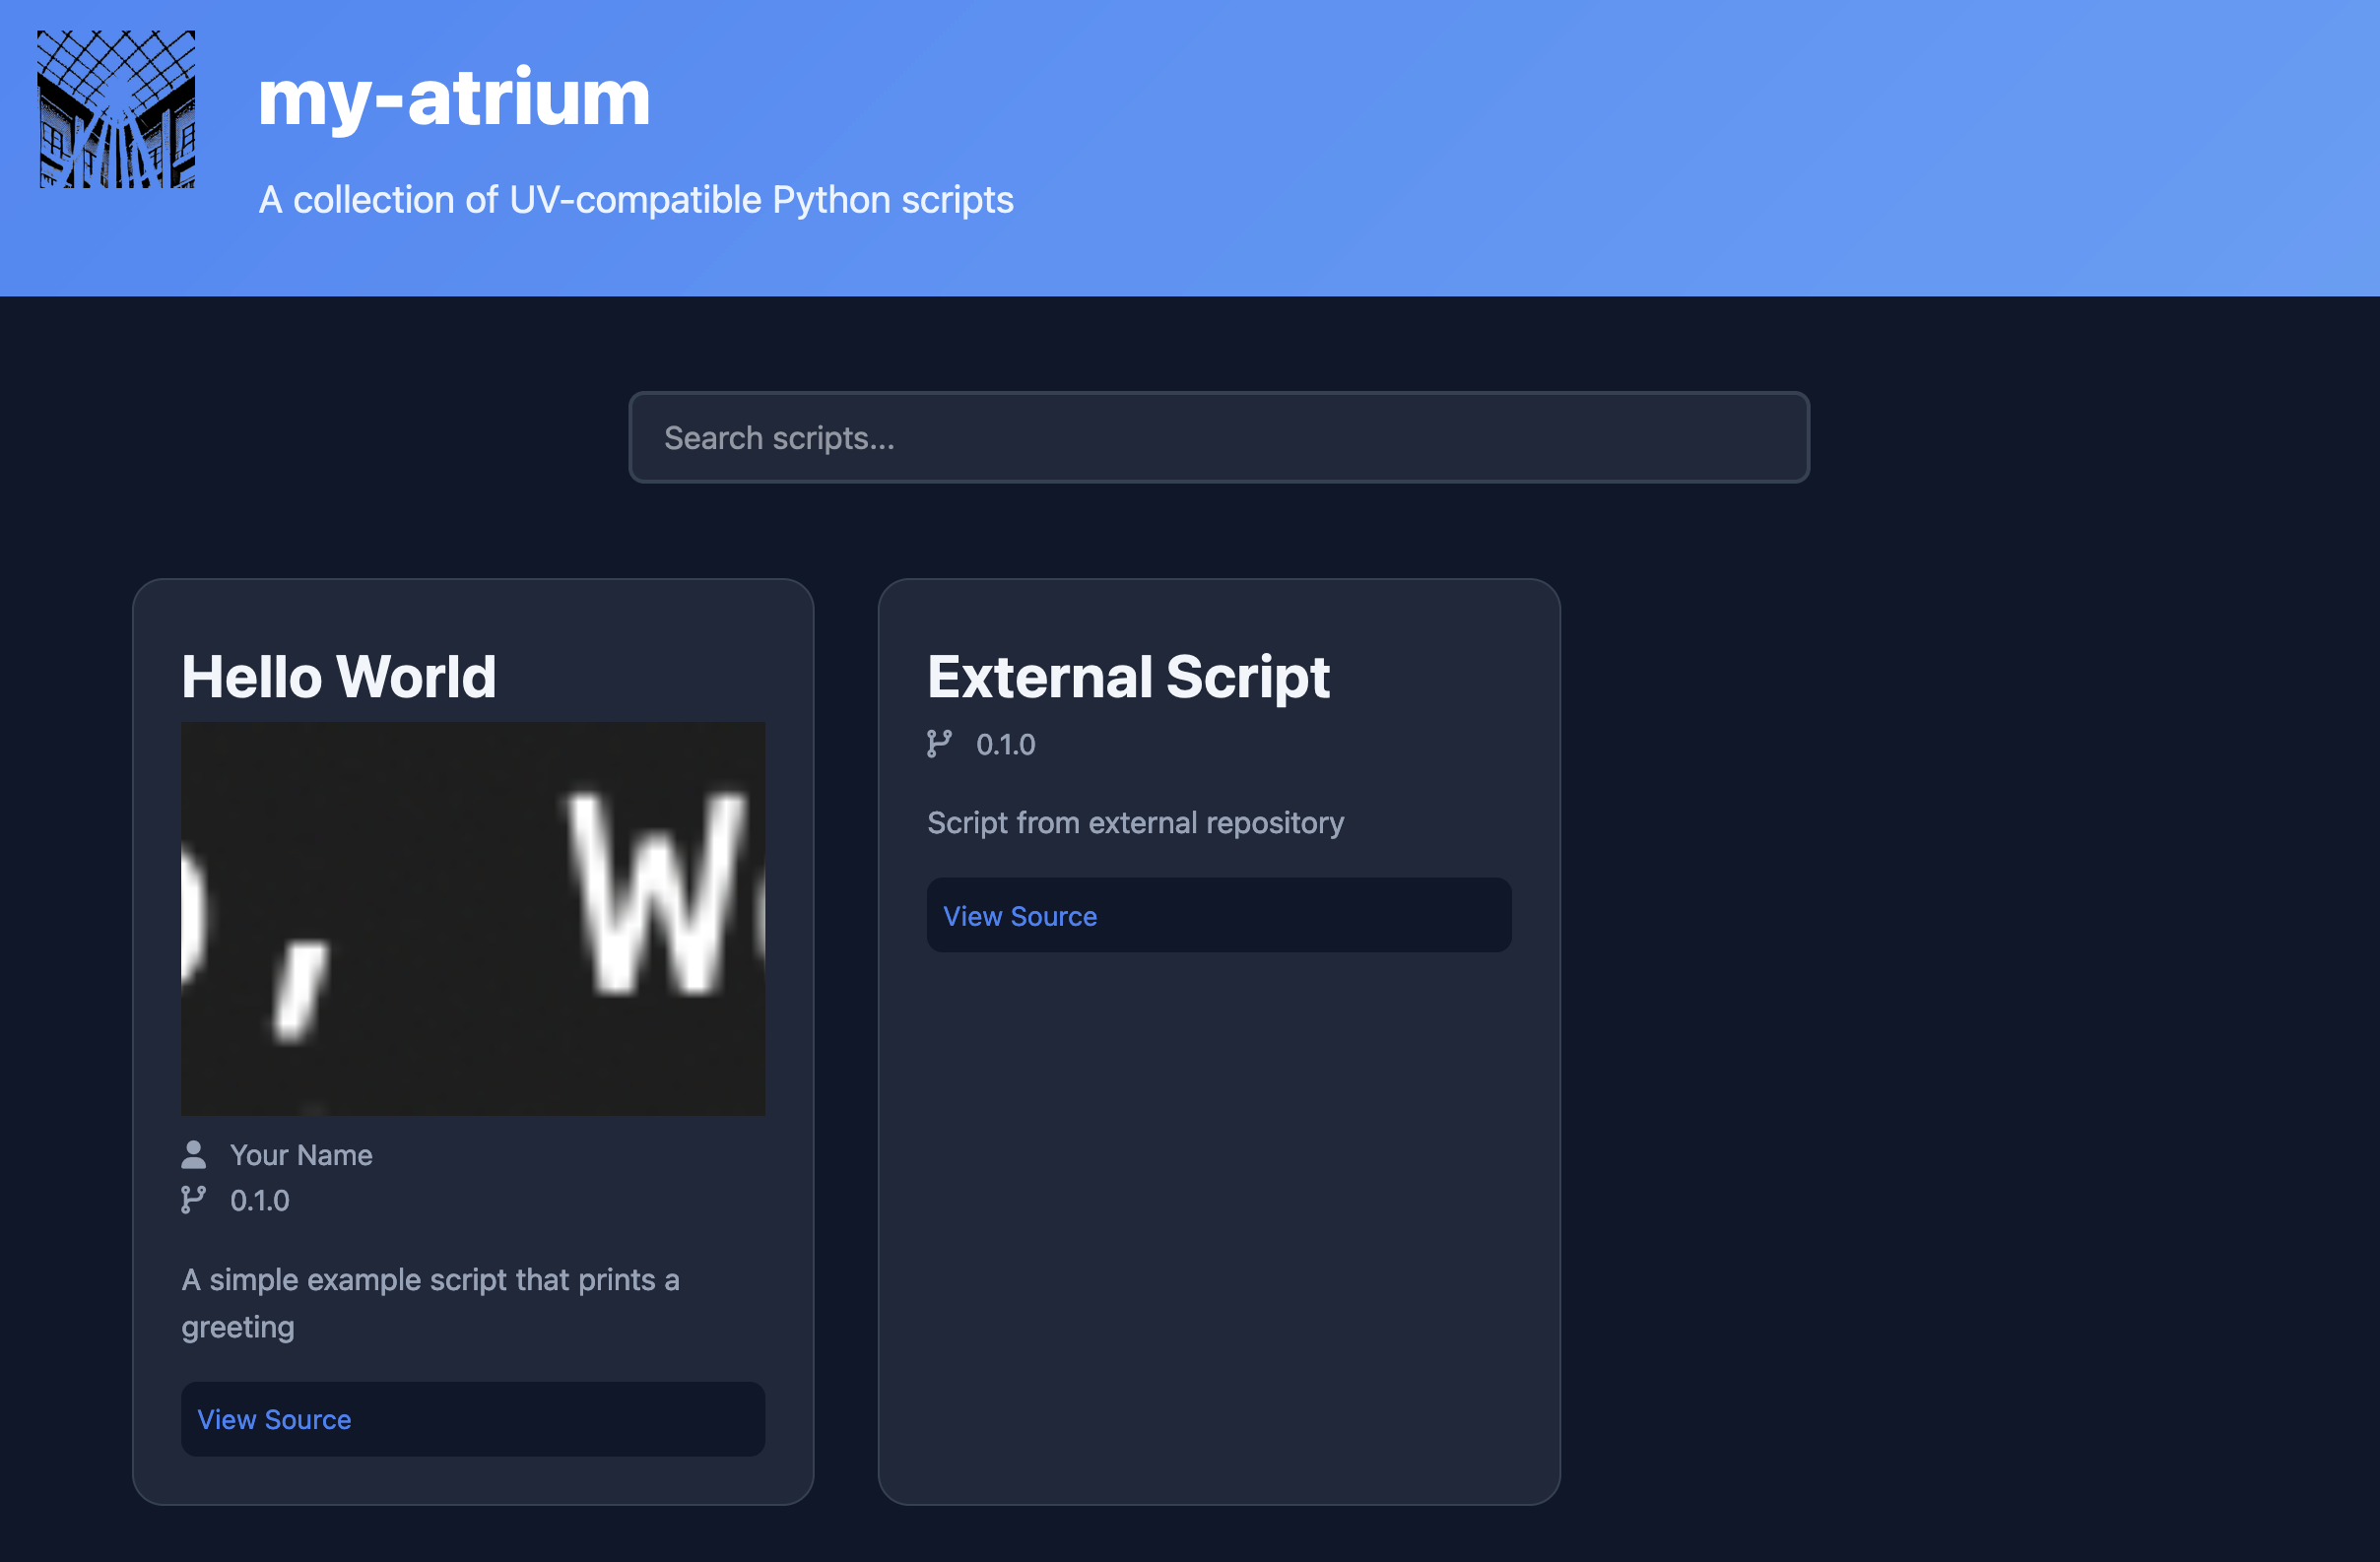 my-atrium
A collection of UV-compatible Python scripts
Search scripts...
Hello World
, W
Your Name
0.1.0
A simple example script that prints a
greeting
View Source
External Script
0.1.0
Script from external repository
View Source